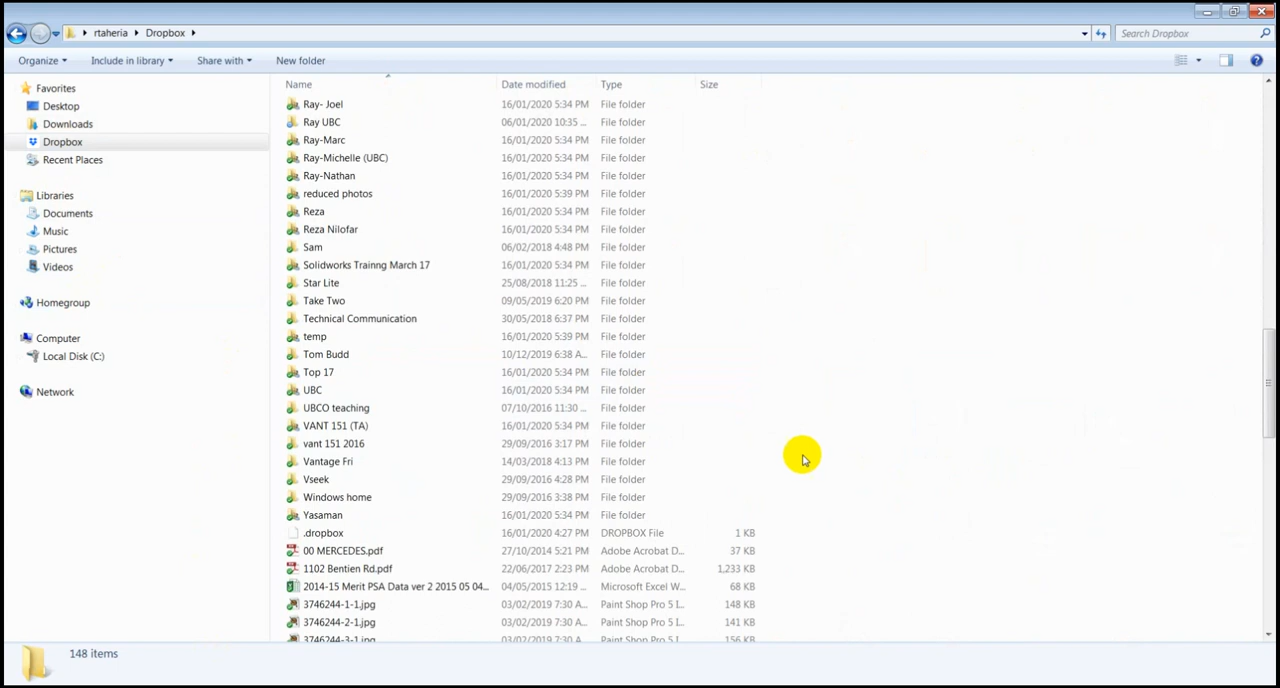 rtaheria Dropbox
Search Dropbox
Organize Include in library Share with New folder
Name Date modified Type Size
Favorites
Desktop
Downloads
Dropbox
Recent Places
Libraries
Documents
Music
Pictures
Videos
Homegroup
Computer
Local Disk (C:)
Network
Ray- Joel 16/01/2020 5:34 PM File folder
Ray UBC 06/01/2020 10:35 ... File folder
Ray-Marc 16/01/2020 5:34 PM File folder
Ray-Michelle (UBC) 16/01/2020 5:34 PM File folder
Ray-Nathan 16/01/2020 5:34 PM File folder
reduced photos 16/01/2020 5:39 PM File folder
Reza 16/01/2020 5:34 PM File folder
Reza Nilofar 16/01/2020 5:34 PM File folder
Sam 06/02/2018 4:48 PM File folder
Solidworks Trainng March 17 16/01/2020 5:34 PM File folder
Star Lite 25/08/2018 11:25 ... File folder
Take Two 09/05/2019 6:20 PM File folder
Technical Communication 30/05/2018 6:37 PM File folder
temp 16/01/2020 5:39 PM File folder
Tom Budd 10/12/2019 6:38 A... File folder
Top 17 16/01/2020 5:34 PM File folder
UBC 16/01/2020 5:34 PM File folder
UBCO teaching 07/10/2016 11:30 ... File folder
VANT 151 (TA) 16/01/2020 5:34 PM File folder
vant 151 2016 29/09/2016 3:17 PM File folder
Vantage Fri 14/03/2018 4:13 PM File folder
Vseek 29/09/2016 4:28 PM File folder
Windows home 29/09/2016 3:38 PM File folder
Yasaman 16/01/2020 5:34 PM File folder
.dropbox 16/01/2020 4:27 PM DROPBOX File 1 KB
00 MERCEDES.pdf 27/10/2014 5:21 PM Adobe Acrobat D... 37 KB
1102 Bentien Rd.pdf 22/06/2017 2:23 PM Adobe Acrobat D... 1,233 KB
2014-15 Merit PSA Data ver 2 2015 05 04... 04/05/2015 12:19 ... Microsoft Excel W... 68 KB
3746244-1-1.jpg 03/02/2019 7:30 A... Paint Shop Pro 5 I... 148 KB
3746244-2-1.jpg 03/02/2019 7:30 A... Paint Shop Pro 5 I... 141 KB
3746244-3-1.jpg 03/02/2019 7:30 A... Paint Shop Pro 5 I... 156 KB
148 items